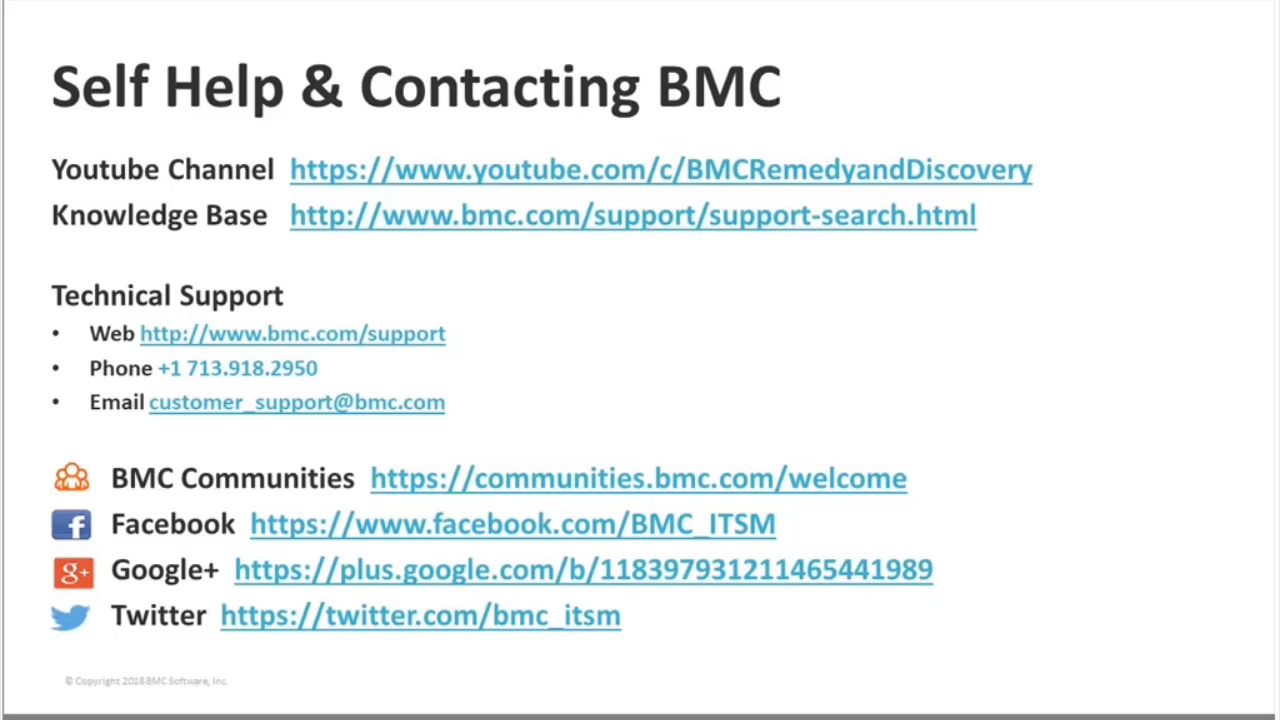 Self Help & Contacting BMC
Youtube Channel https://www.youtube.com/c/BMCRemedyandDiscovery
Knowledge Base http://www.bmc.com/support/support-search.html
Technical Support
• Web http://www.bmc.com/support
• Phone +1 713.918.2950
• Email customer_support@bmc.com
BMC Communities https://communities.bmc.com/welcome
f Facebook https://www.facebook.com/BMC_ITSM
g+ Google+ https://plus.google.com/b/118397931211465441989
Twitter https://twitter.com/bmc_itsm
© Copyright 2018 BMC Software, Inc.